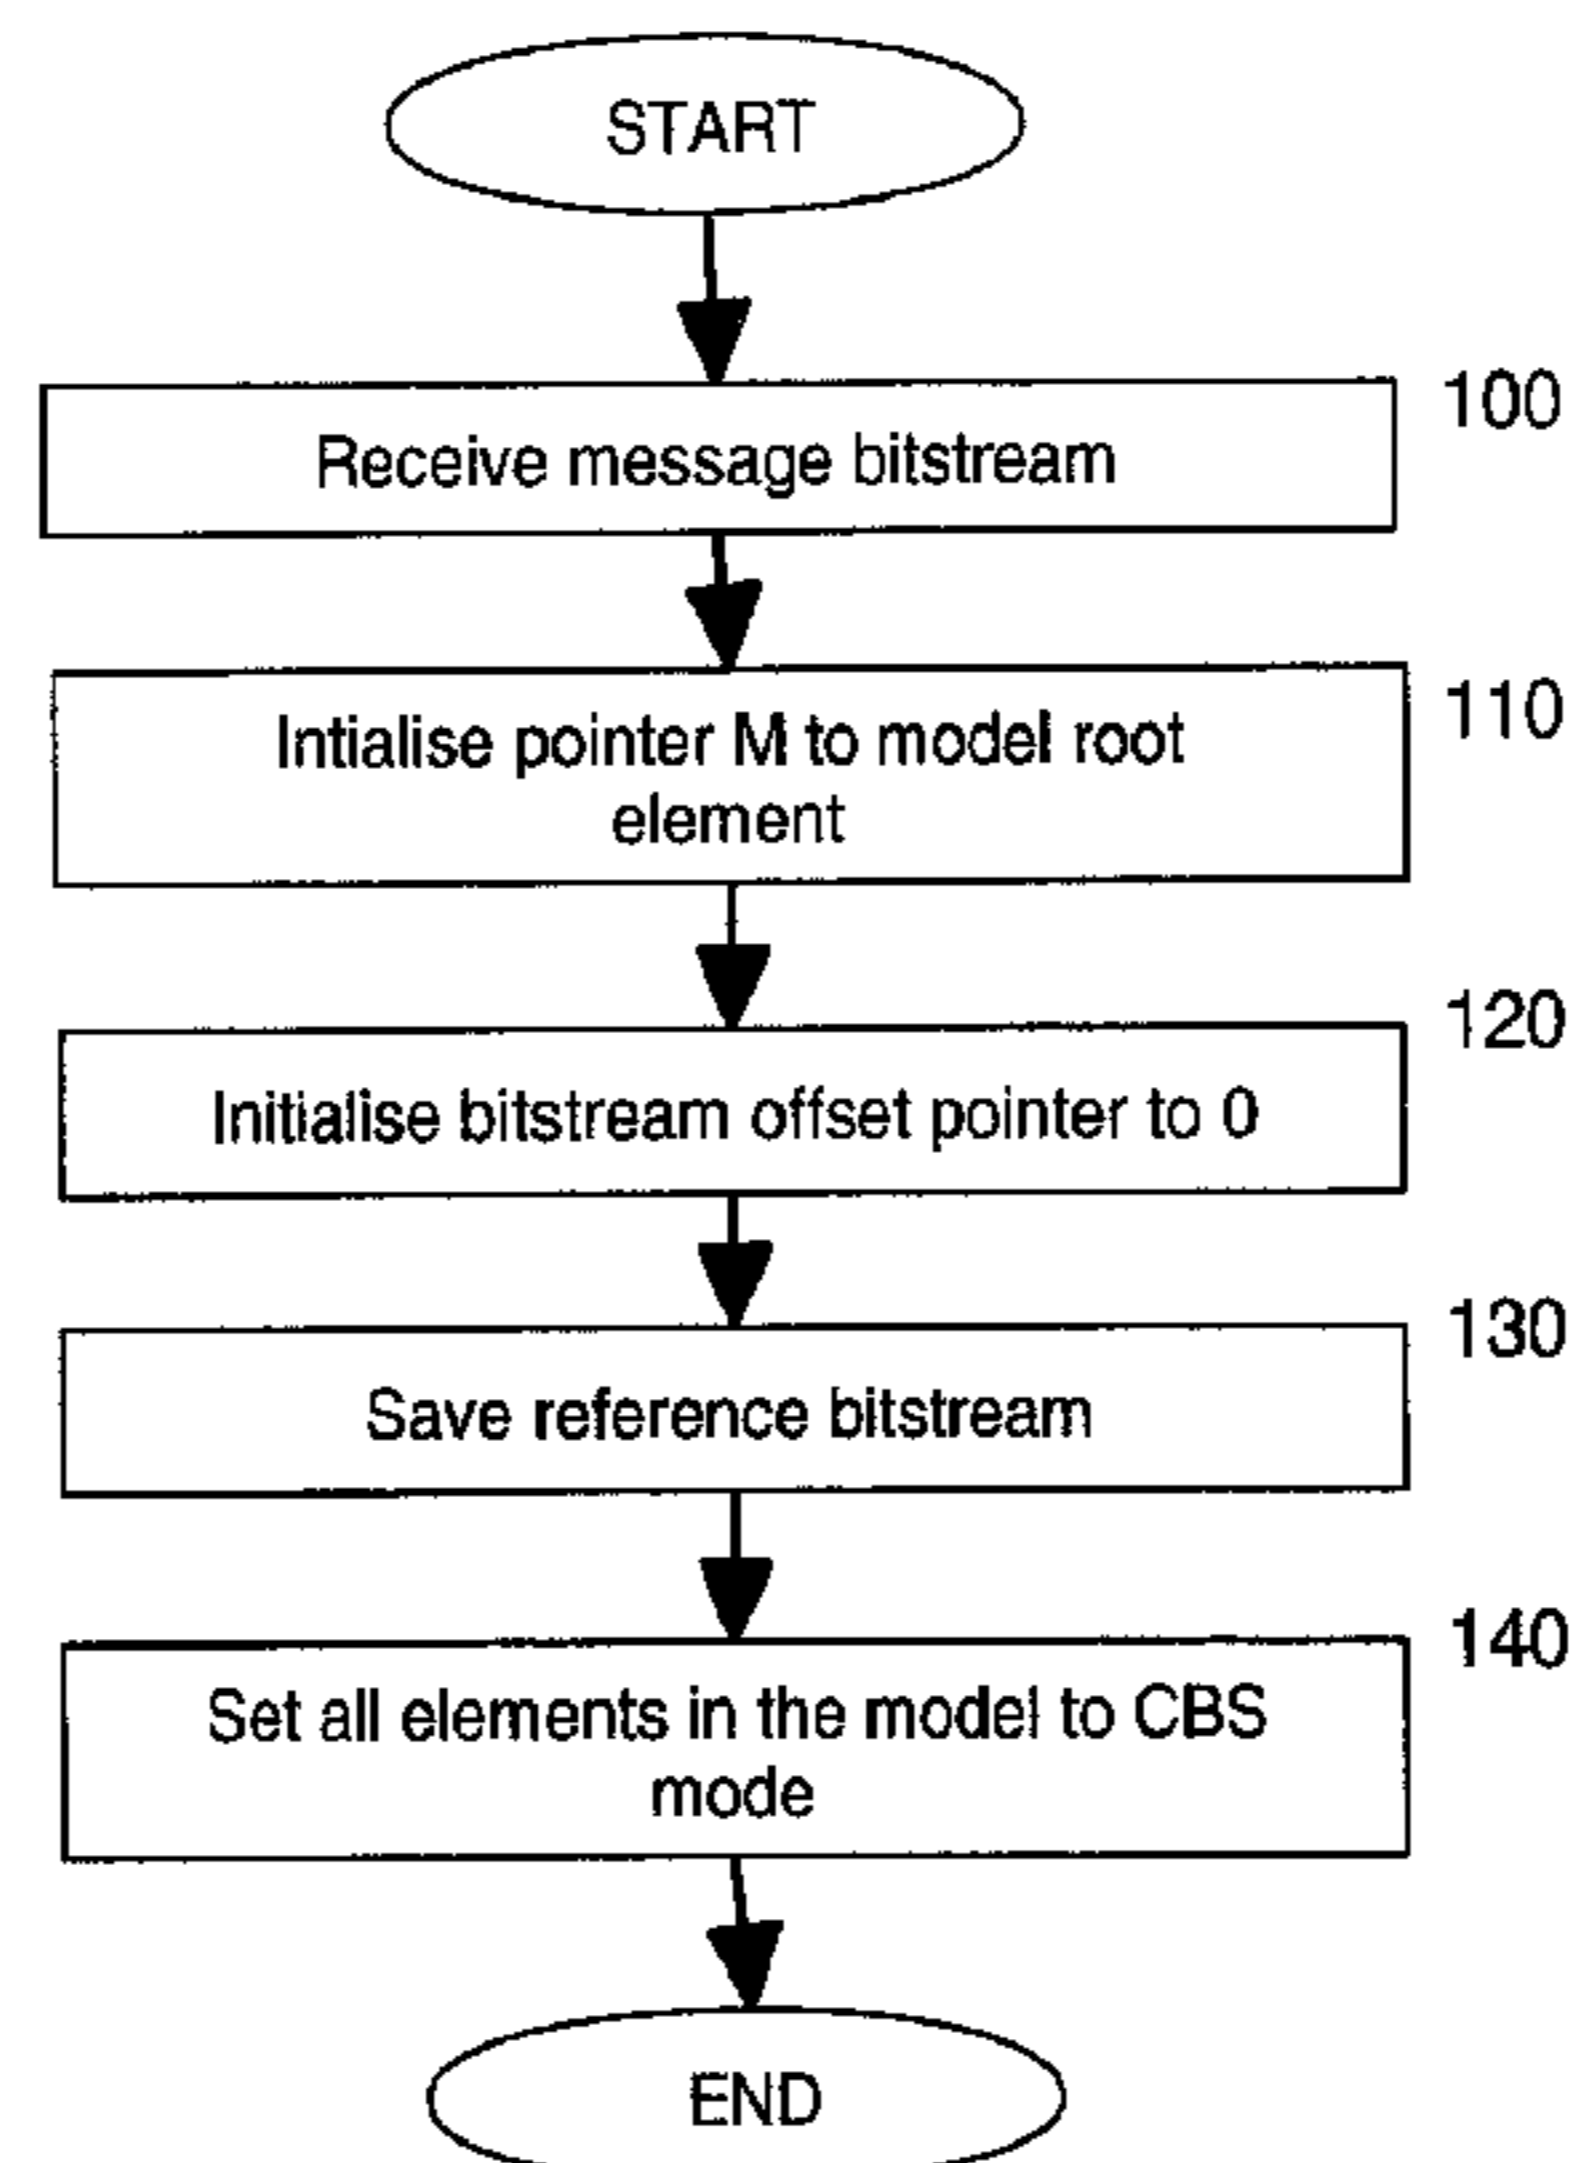 START
100
Receive message bitstream
110
Intialise pointer M to model root
element
120
Initialise bitstream offset pointer to 0
130
Save reference bitstream
140
Set all elements in the model to CBS
mode
END